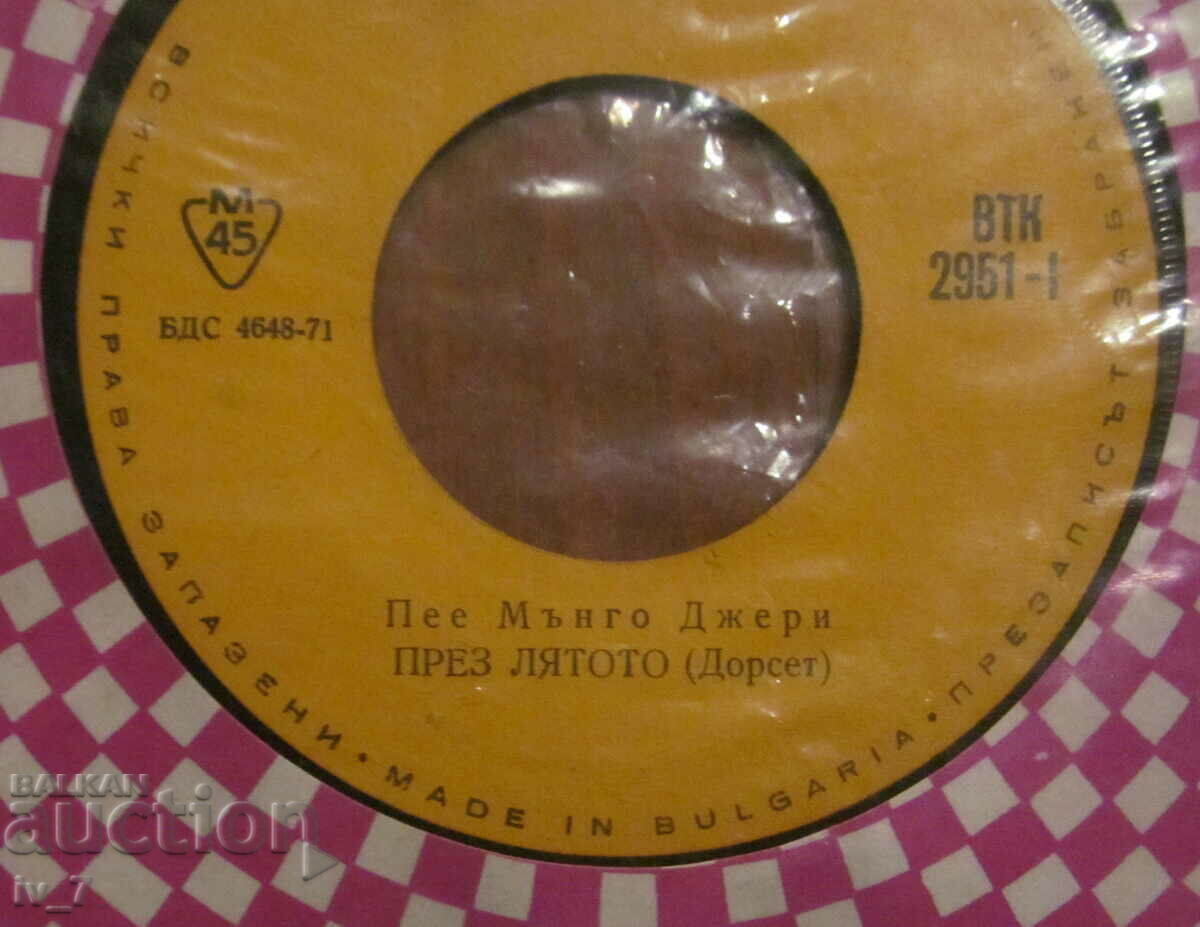 ВСИЧКИ ПРАВА ЗАПАЗЕНИ • MADE IN BULGARIA • ПРЕЗАПИСЪТ ЗАБРАНЕН
М
45
БДС 4648-71
ВТК
2951-I
Пее Мънго Джери
ПРЕЗ ЛЯТОТО (Дорсет)
BALKAN
auction
iv_7